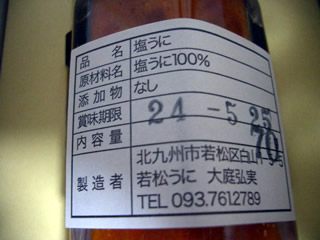 品名 塩うに
原材料名 塩うに100%
添加物 なし
賞味期限 24 -5 25
内容量 70
製造者 北九州市若松区白山
若松うに 大庭弘実
TEL 093.761.2789